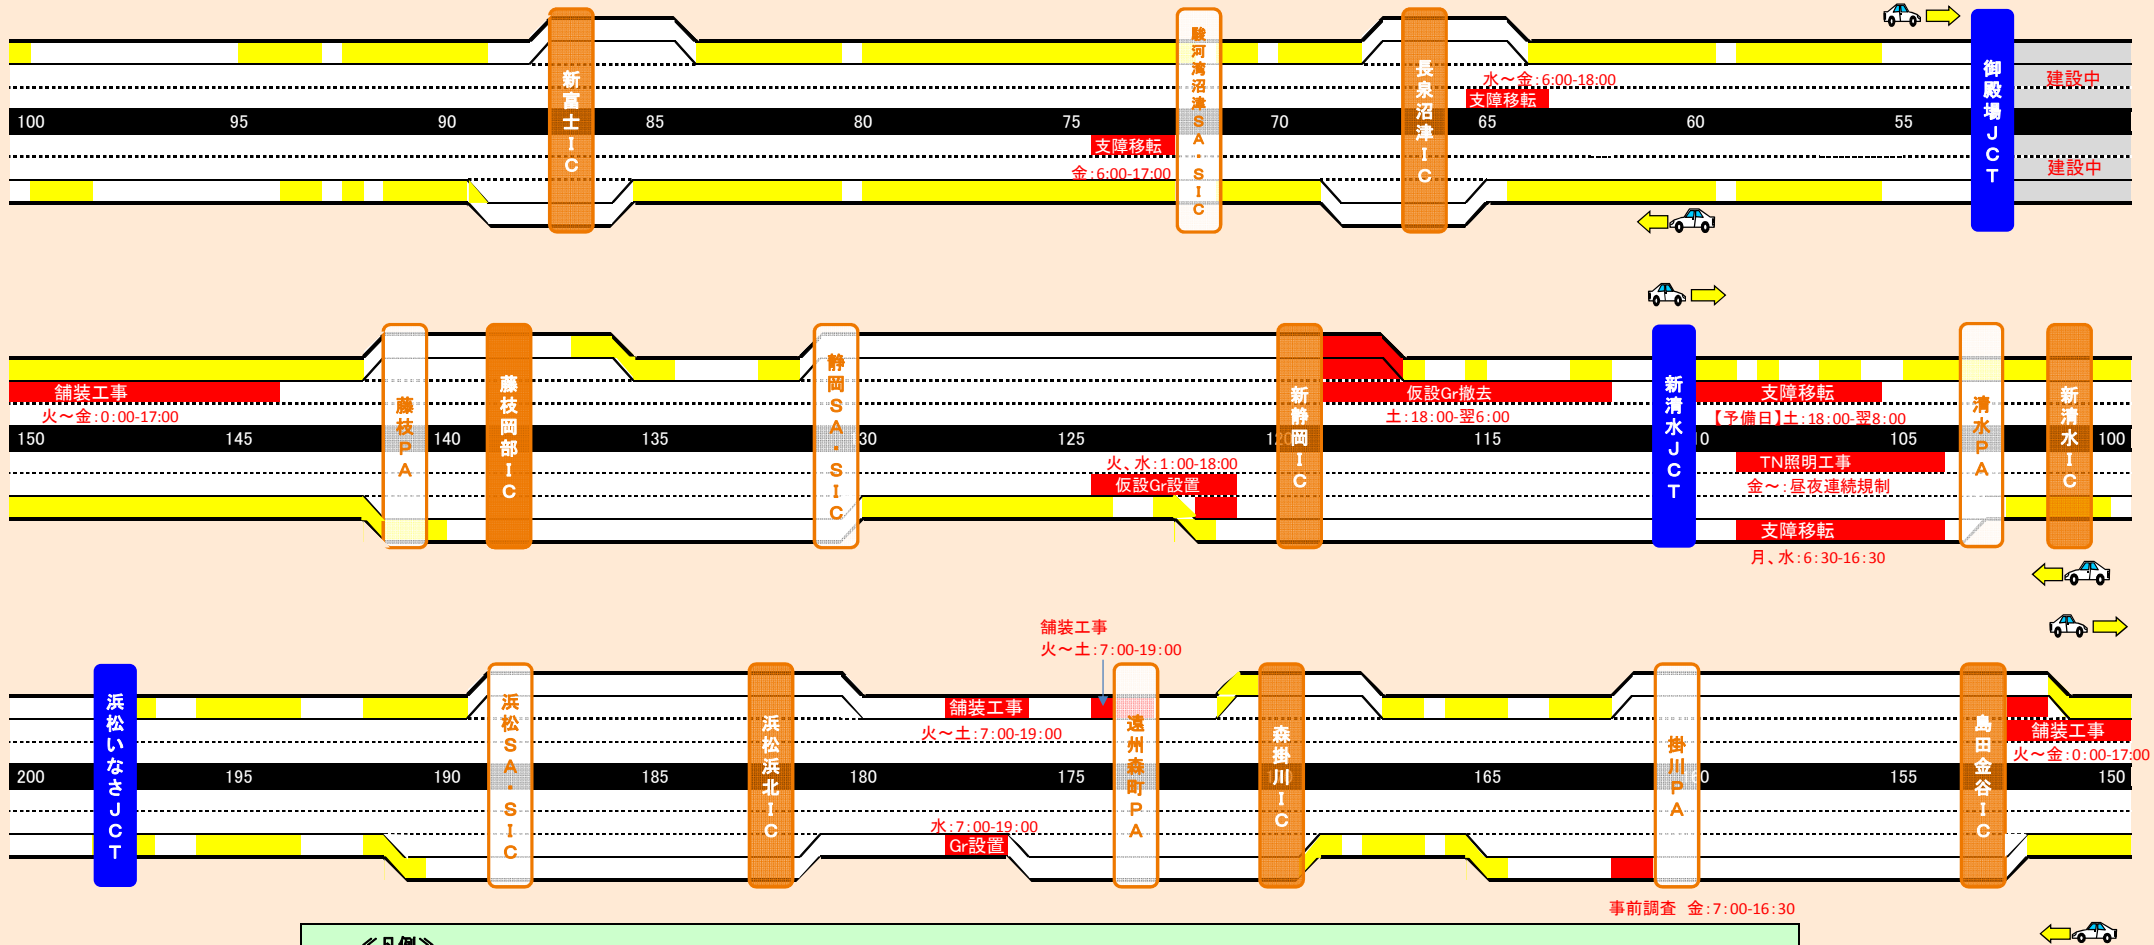 新富士IC
駿河湾沼津SA・SIC
長泉沼津IC
御殿場JCT
水～金:6:00-18:00
支障移転
建設中
100 95 90 85 80 75 70 65 60 55
支障移転
金:6:00-17:00
建設中
藤枝PA
藤枝岡部IC
静岡SA・SIC
新静岡IC
新清水JCT
清水PA
新清水IC
舗装工事
火～金:0:00-17:00
仮設Gr撤去
土:18:00-翌6:00
支障移転
【予備日】土:18:00-翌8:00
150 145 140 135 130 125 120 115 110 105 100
火、水:1:00-18:00
仮設Gr設置
TN照明工事
金～:昼夜連続規制
支障移転
月、水:6:30-16:30
舗装工事
火～土:7:00-19:00
浜松いなさJCT
浜松SA・SIC
浜松浜北IC
遠州森町PA
森掛川IC
掛川PA
島田金谷IC
舗装工事
火～土:7:00-19:00
舗装工事
火～金:0:00-17:00
200 195 190 185 180 175 170 165 160 155 150
水:7:00-19:00
Gr設置
事前調査 金:7:00-16:30
≪凡例≫